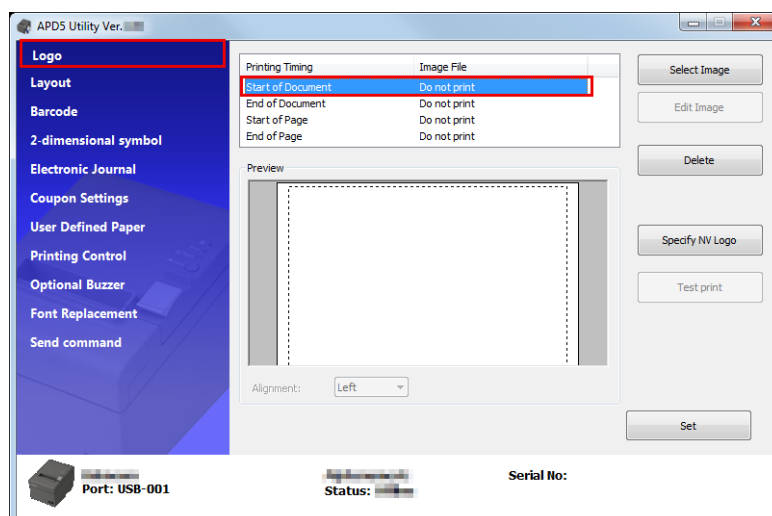 APD5 Utility Ver.
Logo
Layout
Barcode
2-dimensional symbol
Electronic Journal
Coupon Settings
User Defined Paper
Printing Control
Optional Buzzer
Font Replacement
Send command
Printing Timing Image File
Start of Document Do not print
End of Document Do not print
Start of Page Do not print
End of Page Do not print
Preview
Alignment: Left
Select Image
Edit Image
Delete
Specify NV Logo
Test print
Set
Port: USB-001
Status:
Serial No: